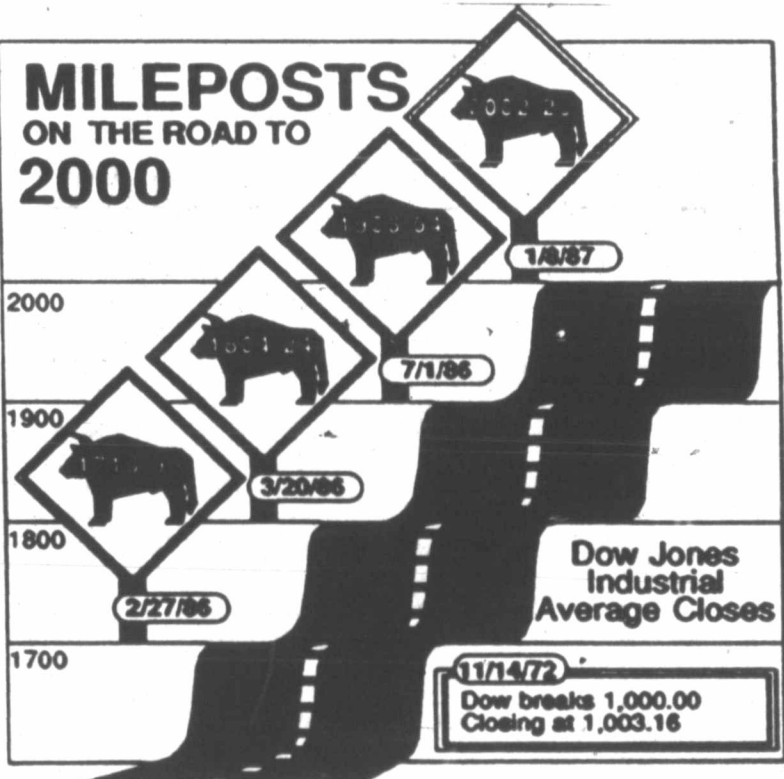 MILEPOSTS
ON THE ROAD TO
2000
1/8/87
2000
7/1/86
1900
3/20/86
1800
2/27/86
Dow Jones
Industrial
Average Closes
1700
11/14/72
Dow breaks 1,000.00
Closing at 1,003.16